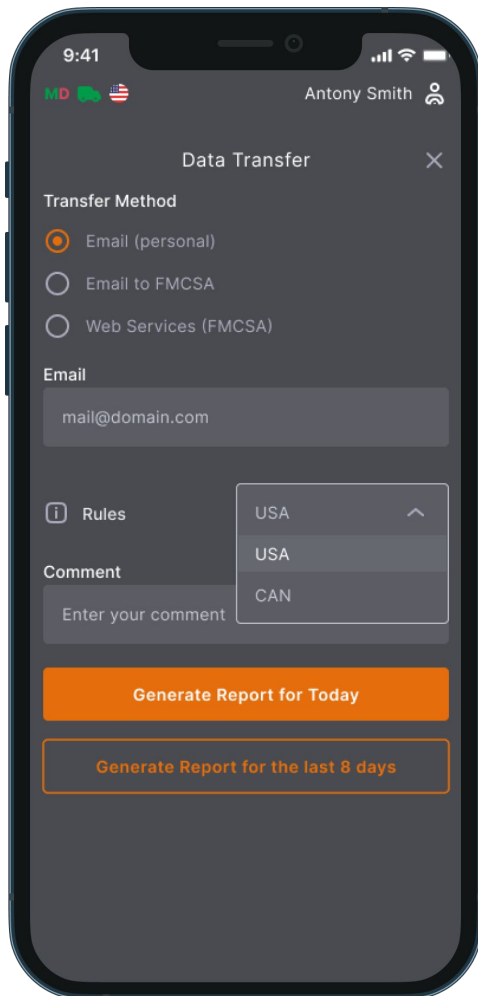 9:41
MD
Antony Smith
Data Transfer
Transfer Method
Email (personal)
Email to FMCSA
Web Services (FMCSA)
Email
mail@domain.com
Rules
USA
USA
CAN
Comment
Enter your comment
Generate Report for Today
Generate Report for the last 8 days